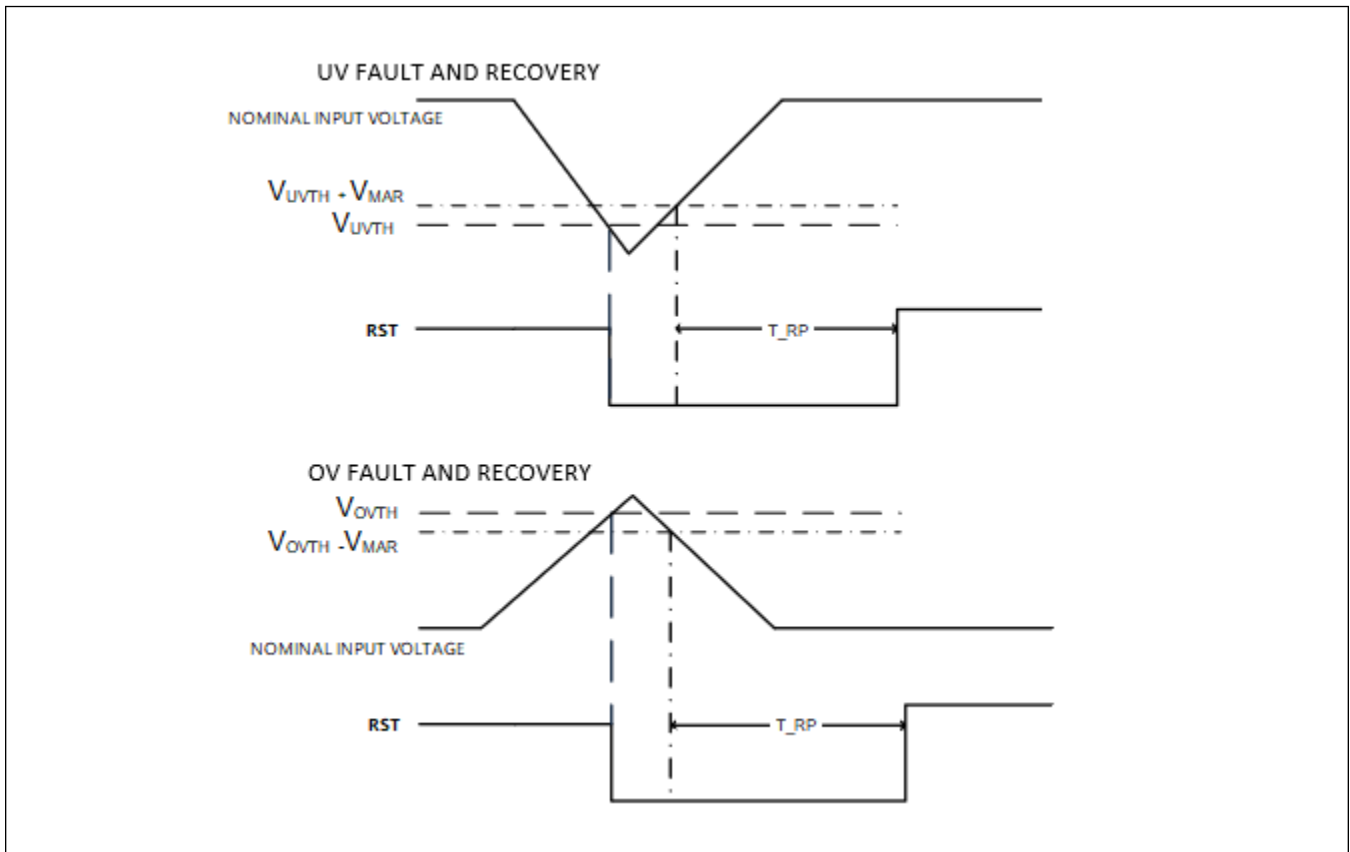 UV FAULT AND RECOVERY
NOMINAL INPUT VOLTAGE
VUVTH + VMAR
VUVTH
RST
T_RP
OV FAULT AND RECOVERY
VOVTH
VOVTH -VMAR
NOMINAL INPUT VOLTAGE
RST
T_RP